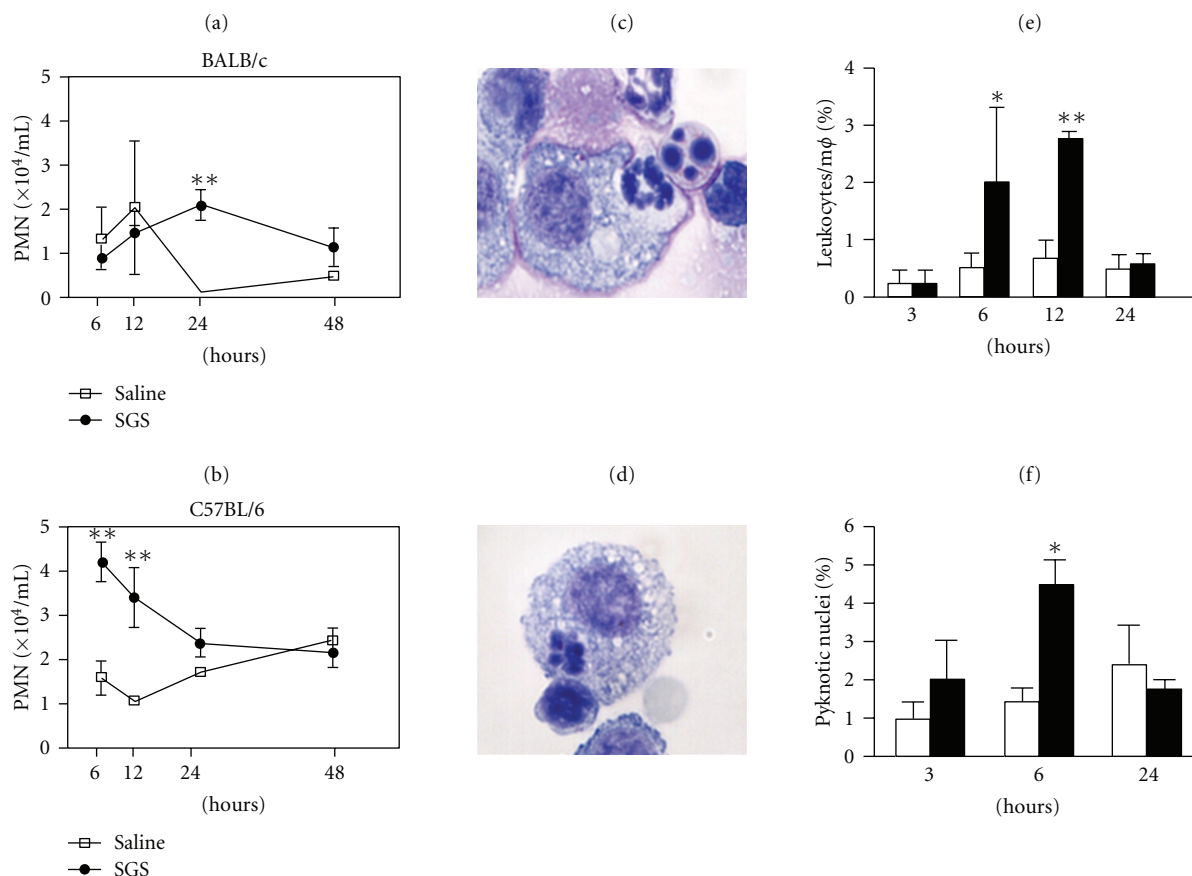 (a)
BALB/c
PMN (×10⁴/mL)
5
4
3
2
1
0
**
6 12 24 48
(hours)
Saline
SGS
(b)
C57BL/6
PMN (×10⁴/mL)
5
4
3
2
1
0
** **
6 12 24 48
(hours)
Saline
SGS
(c)
(d)
(e)
Leukocytes/mϕ (%)
4
3
2
1
0
* **
3 6 12 24
(hours)
(f)
Pyknotic nuclei (%)
6
5
4
3
2
1
0
*
3 6 24
(hours)